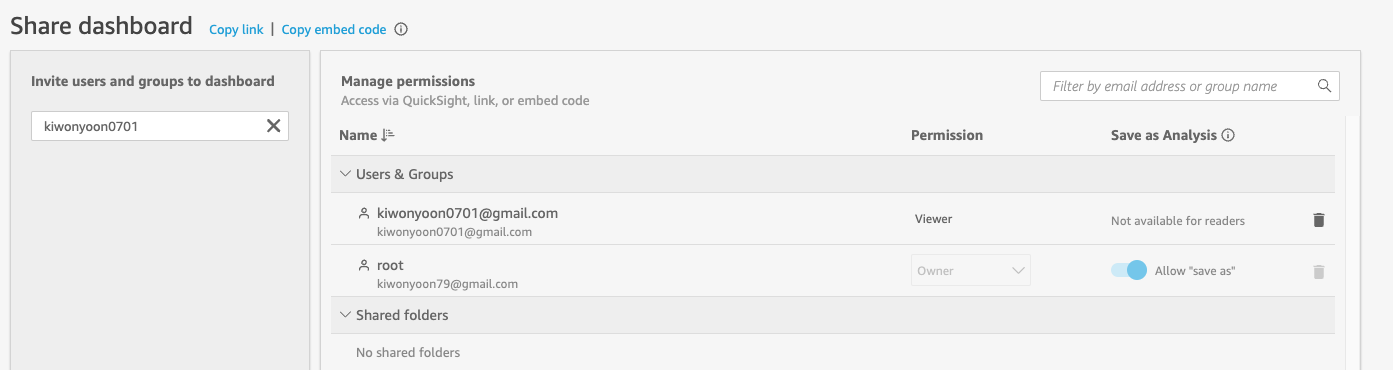 Share dashboard Copy link | Copy embed code
Invite users and groups to dashboard
kiwonyoon0701
Manage permissions
Access via QuickSight, link, or embed code
Filter by email address or group name
Name Permission Save as Analysis
Users & Groups
kiwonyoon0701@gmail.com
kiwonyoon0701@gmail.com
Viewer
Not available for readers
root
kiwonyoon79@gmail.com
Owner
Allow "save as"
Shared folders
No shared folders